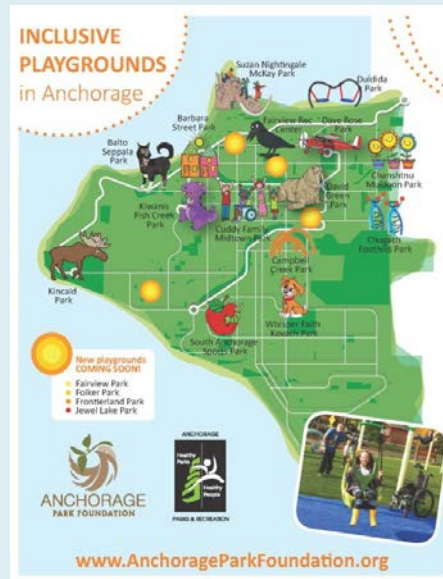 INCLUSIVE
PLAYGROUNDS
in Anchorage
Suzan Nightingale
McKay Park
Duldida
Park
Barbara
Street Park
Fairview Rec
Center
Dave Rose
Park
Balto
Seppala
Park
Chanshtnu
Muldoon Park
Kiwanis
Fish Creek
Park
David
Green
Park
Cuddy Family
Midtown Park
Campbell
Creek Park
Foothills Park
Kincaid
Park
Whisper Faith
Kovach Park
South Anchorage
Sports Park
New playgrounds
COMING SOON!
Fairview Park
Folker Park
Frontierland Park
Jewel Lake Park
ANCHORAGE
PARK FOUNDATION
ANCHORAGE
Healthy
Parks
Healthy
People
PARKS & RECREATION
www.AnchorageParkFoundation.org